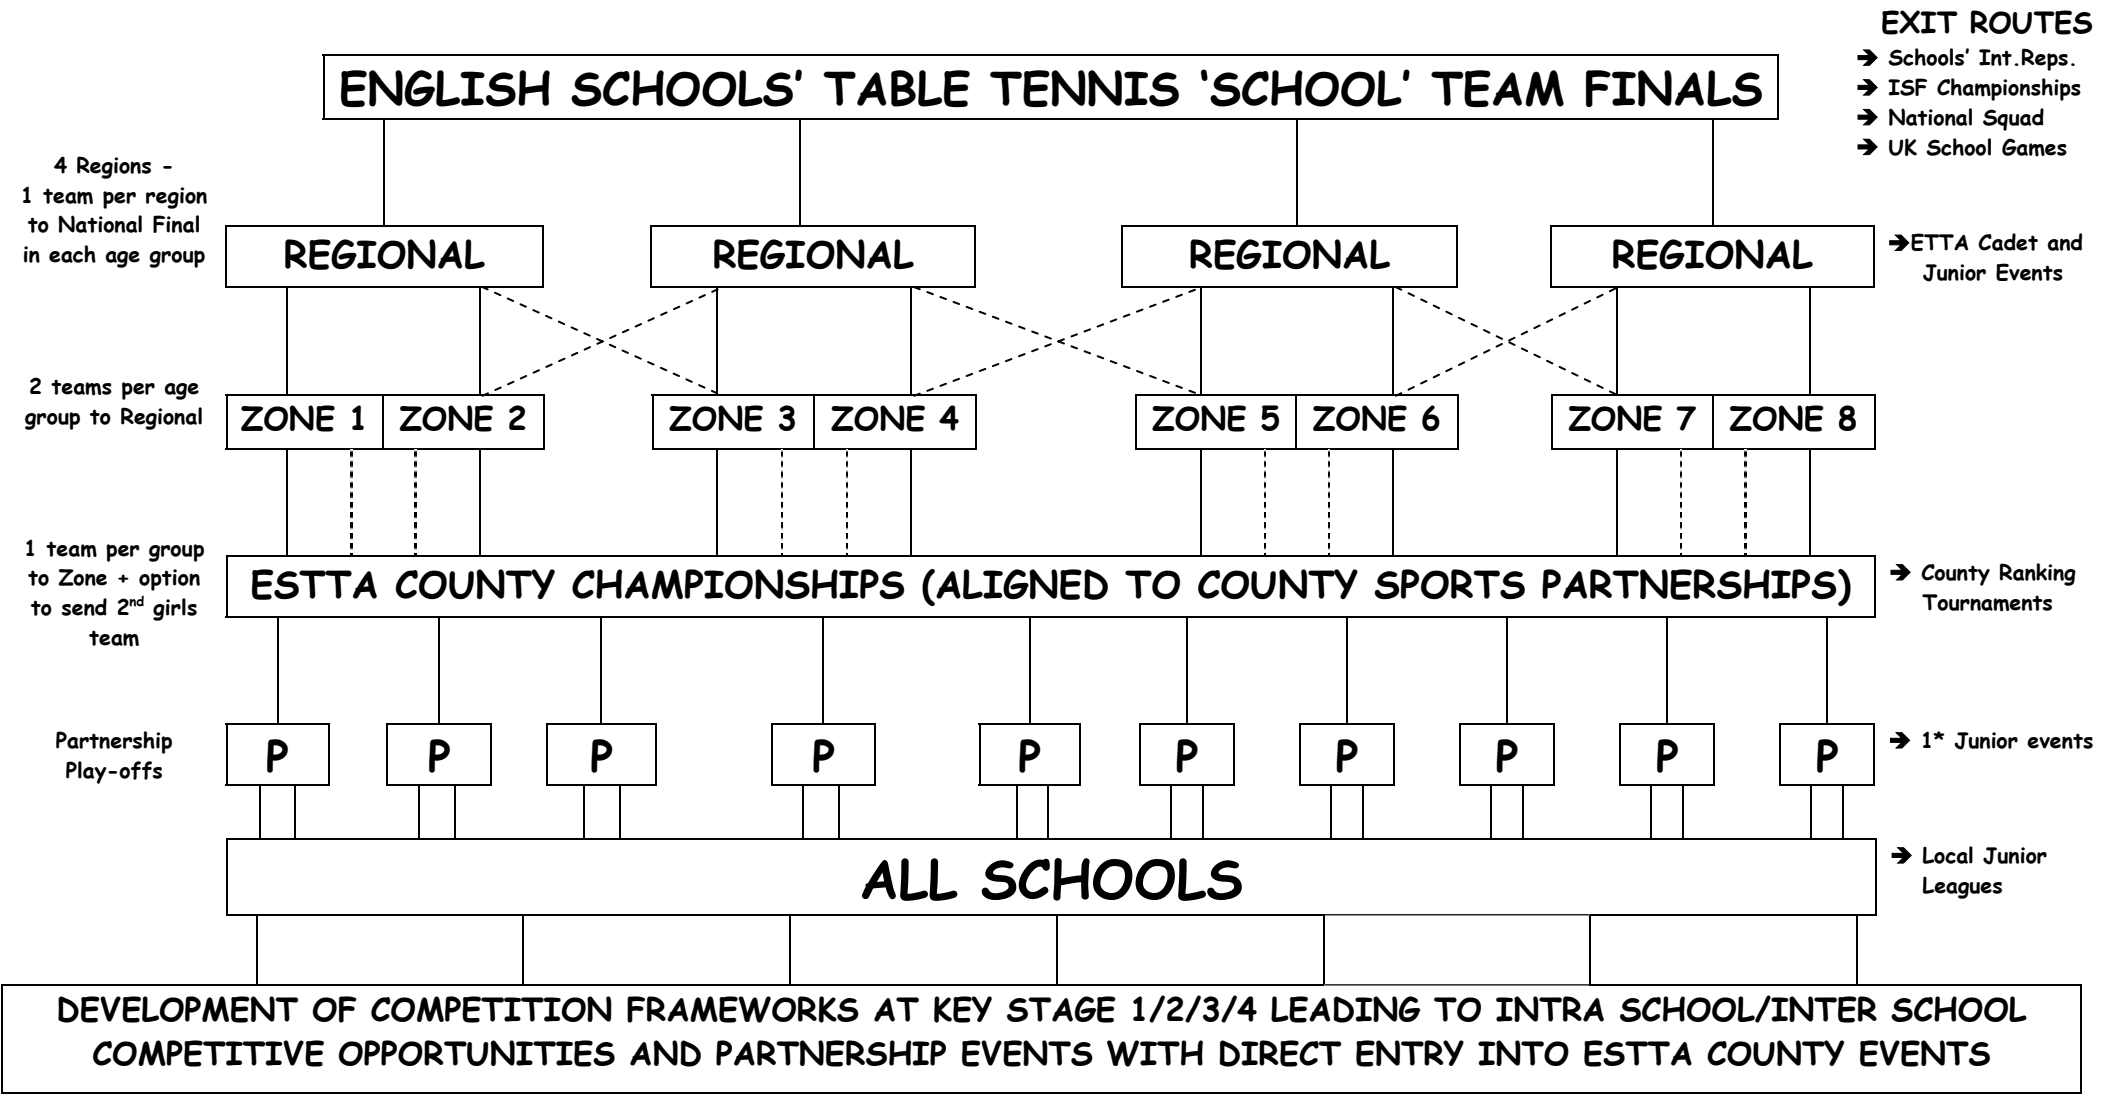 EXIT ROUTES
➔ Schools’ Int.Reps.
➔ ISF Championships
➔ National Squad
➔ UK School Games
ENGLISH SCHOOLS’ TABLE TENNIS ‘SCHOOL’ TEAM FINALS
4 Regions -
1 team per region
to National Final
in each age group
REGIONAL
REGIONAL
REGIONAL
REGIONAL
➔ETTA Cadet and
Junior Events
2 teams per age
group to Regional
ZONE 1
ZONE 2
ZONE 3
ZONE 4
ZONE 5
ZONE 6
ZONE 7
ZONE 8
1 team per group
to Zone + option
to send 2nd girls
team
ESTTA COUNTY CHAMPIONSHIPS (ALIGNED TO COUNTY SPORTS PARTNERSHIPS)
➔ County Ranking
Tournaments
Partnership
Play-offs
P
P
P
P
P
P
P
P
P
P
➔ 1* Junior events
ALL SCHOOLS
➔ Local Junior
Leagues
DEVELOPMENT OF COMPETITION FRAMEWORKS AT KEY STAGE 1/2/3/4 LEADING TO INTRA SCHOOL/INTER SCHOOL
COMPETITIVE OPPORTUNITIES AND PARTNERSHIP EVENTS WITH DIRECT ENTRY INTO ESTTA COUNTY EVENTS